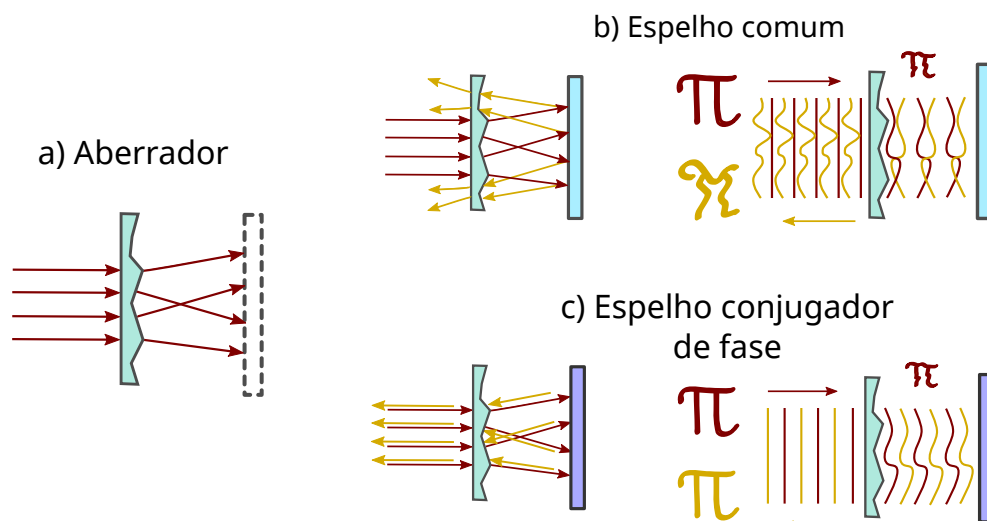 b) Espelho comum
π
π
a) Aberrador
π
c) Espelho conjugador
de fase
π
π
π